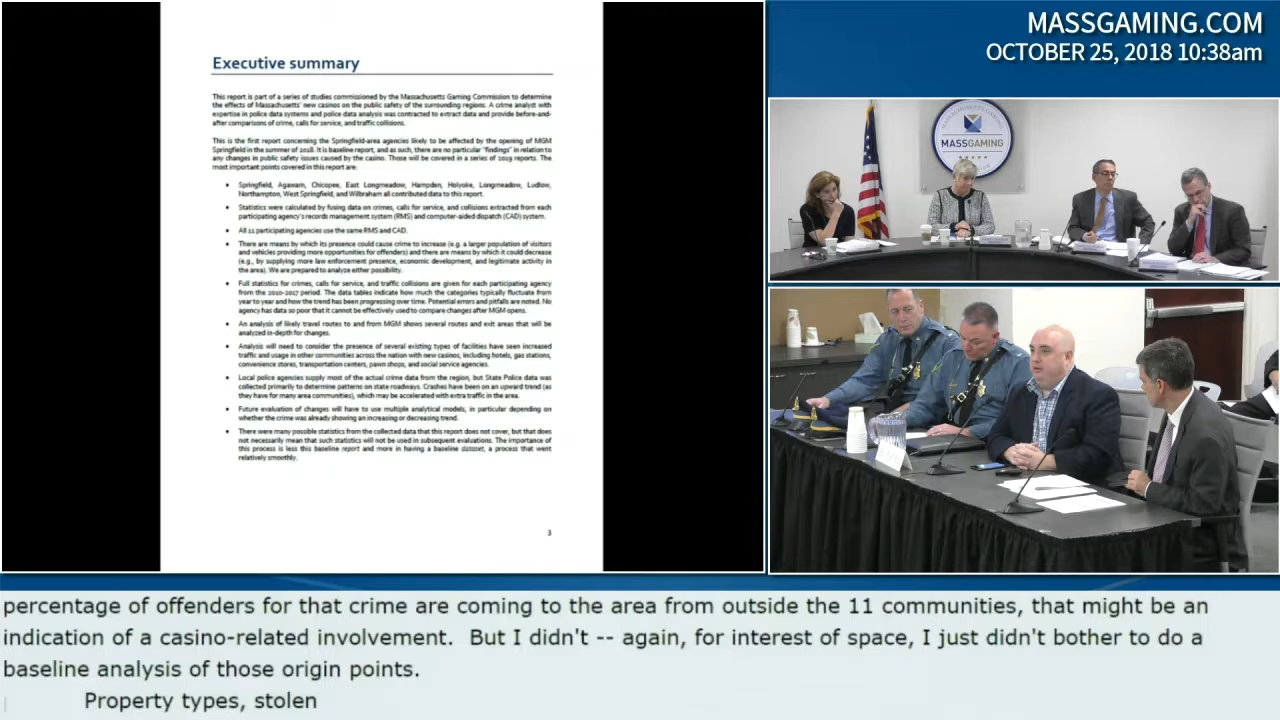 MASSGAMING.COM
OCTOBER 25, 2018 10:38am
Executive summary
This report is part of a series of studies commissioned by the Massachusetts Gaming Commission to determine
the effects of Massachusetts' new casinos on the public safety of the surrounding regions. A crime analyst with
expertise in police data systems and police data analysis was contracted to extract data and provide before-and-
after comparisons of crime, calls for service, and traffic collisions.
This is the first report concerning the Springfield-area agencies likely to be affected by the opening of MGM
Springfield in the summer of 2018. It is baseline report, and as such, there are no particular "findings" in relation to
any changes in public safety issues caused by the casino. Those will be covered in a series of 2019 reports. The
most important points covered in this report are:
• Springfield, Agawam, Chicopee, East Longmeadow, Hampden, Holyoke, Longmeadow, Ludlow,
Northampton, West Springfield, and Wilbraham all contributed data to this report.
• Statistics were calculated by fusing data on crimes, calls for service, and collisions extracted from each
participating agency's records management system (RMS) and computer-aided dispatch (CAD) system.
• All 11 participating agencies use the same RMS and CAD.
• There are means by which its presence could cause crime to increase (e.g. a larger population of visitors
and vehicles providing more opportunities for offenders) and there are means by which it could decrease
(e.g., by supplying more law enforcement presence, economic development, and legitimate activity in
the area). We are prepared to analyze either possibility.
• Full statistics for crimes, calls for service, and traffic collisions are given for each participating agency
from the 2010-2017 period. The data tables indicate how much the categories typically fluctuate from
year to year and how the trend has been progressing over time. Potential errors and pitfalls are noted. No
agency has data so poor that it cannot be effectively used to compare changes after MGM opens.
• An analysis of likely travel routes to and from MGM shows several routes and exit areas that will be
analyzed in-depth for changes.
• Analysis will need to consider the presence of several existing types of facilities have been increased
traffic and usage in other communities across the nation with new casinos, including hotels, gas stations,
convenience stores, transportation centers, pawn shops, and social service agencies.
• Local police agencies supply most of the actual crime data from the region, but State Police data was
collected primarily to determine patterns on state roadways. Crashes have been on an upward trend (as
they have for many area communities), which may be accelerated with extra traffic in the area.
• Future evaluation of changes will have to use multiple analytical models, in particular depending on
whether the crime was already showing an increasing or decreasing trend.
• There were many possible statistics from the collected data that this report does not cover, but that does
not necessarily mean that such statistics will not be used in subsequent evaluations. The importance of
this process is less this baseline report and more in having a baseline dataset, a process that went
relatively smoothly.
3
MASSGAMING
percentage of offenders for that crime are coming to the area from outside the 11 communities, that might be an
indication of a casino-related involvement. But I didn't -- again, for interest of space, I just didn't bother to do a
baseline analysis of those origin points.
Property types, stolen